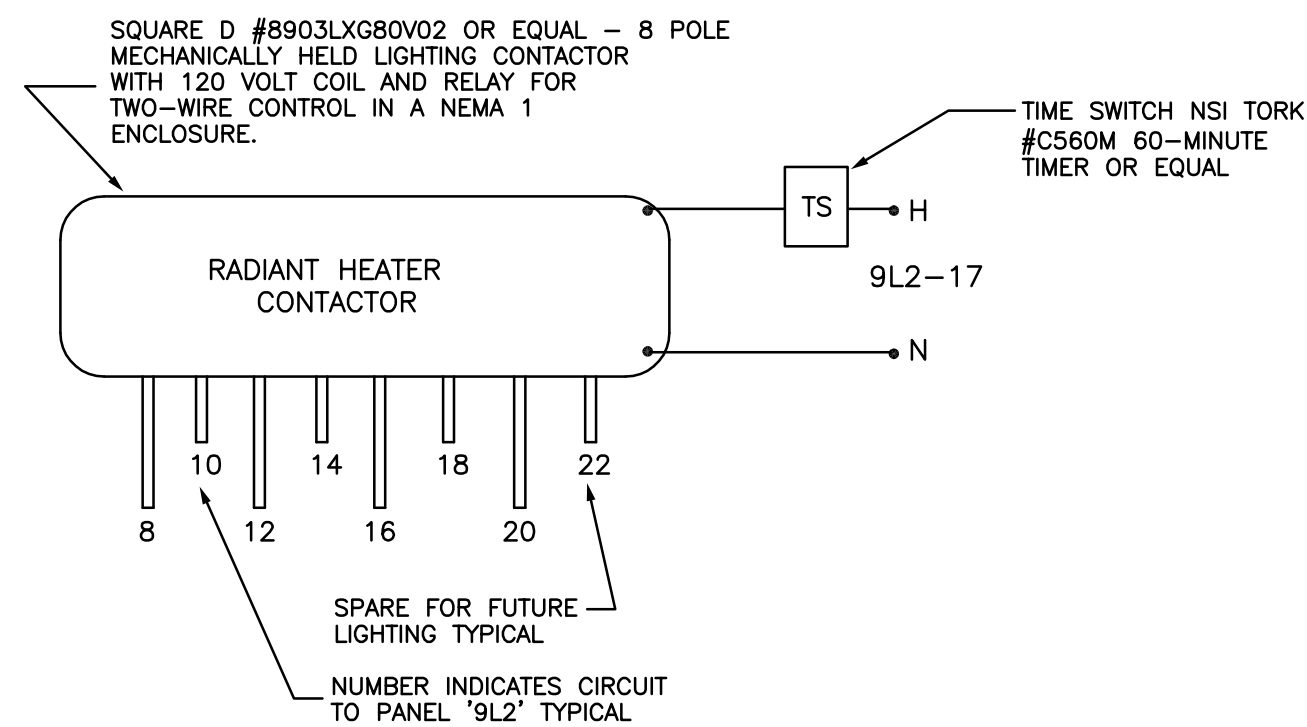 SQUARE D #8903LXG80V02 OR EQUAL – 8 POLE
MECHANICALLY HELD LIGHTING CONTACTOR
WITH 120 VOLT COIL AND RELAY FOR
TWO–WIRE CONTROL IN A NEMA 1
ENCLOSURE.
TIME SWITCH NSI TORK
#C560M 60–MINUTE
TIMER OR EQUAL
TS
H
9L2–17
N
RADIANT HEATER
CONTACTOR
10
14
18
22
8
12
16
20
SPARE FOR FUTURE
LIGHTING TYPICAL
NUMBER INDICATES CIRCUIT
TO PANEL '9L2' TYPICAL